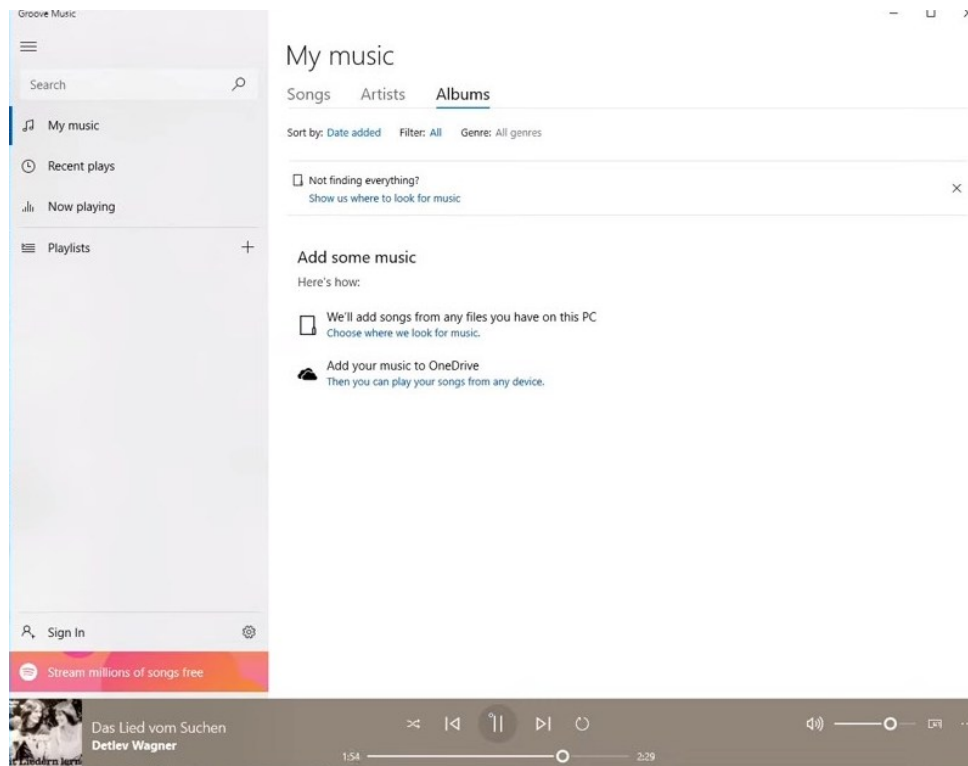 Groove Music
Search
My music
Recent plays
Now playing
Playlists
Sign In
Stream millions of songs free
My music
Songs Artists Albums
Sort by: Date added Filter: All Genre: All genres
Not finding everything?
Show us where to look for music
Add some music
Here's how:
We'll add songs from any files you have on this PC
Choose where we look for music.
Add your music to OneDrive
Then you can play your songs from any device.
Liedern lern
Das Lied vom Suchen
Detlev Wagner
1:54 2:29